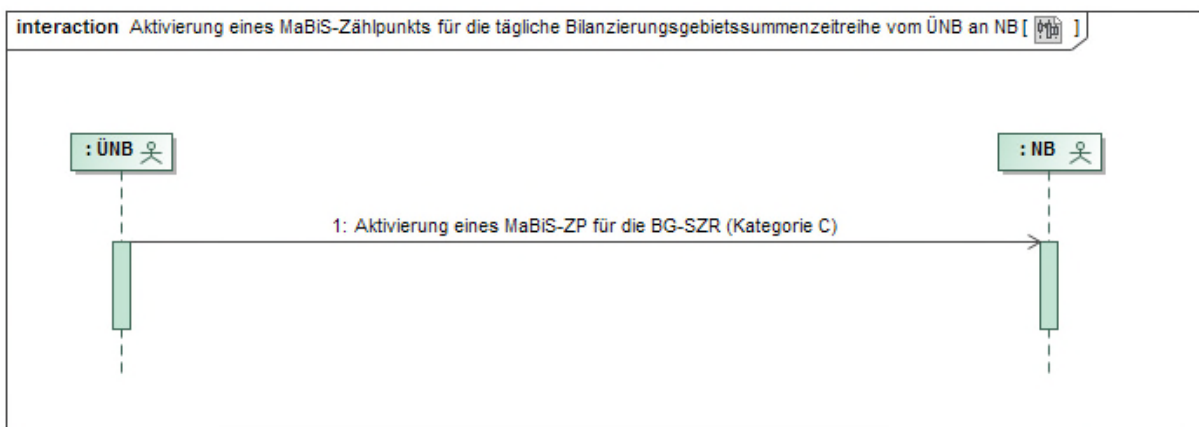 interaction Aktivierung eines MaBiS-Zählpunkts für die tägliche Bilanzierungsgebietssummenzeitreihe vom ÜNB an NB [ ]
: ÜNB
: NB
1: Aktivierung eines MaBiS-ZP für die BG-SZR (Kategorie C)